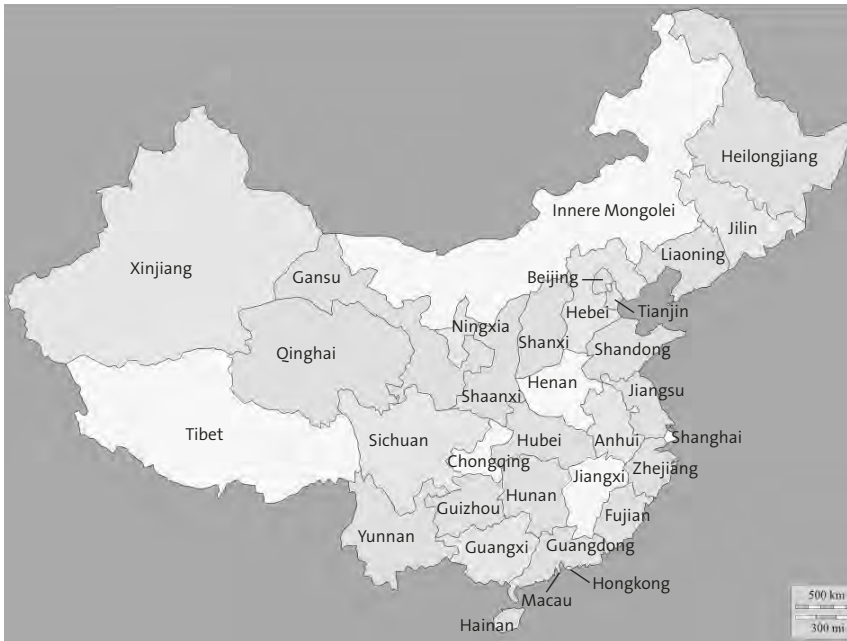 Heilongjiang
Innere Mongolei
Jilin
Liaoning
Xinjiang
Gansu
Beijing
Hebei
Tianjin
Ningxia
Shanxi
Qinghai
Shandong
Henan
Shaanxi
Jiangsu
Tibet
Sichuan
Hubei
Anhui
Shanghai
Chongqing
Zhejiang
Jiangxi
Hunan
Guizhou
Fujian
Yunnan
Guangxi
Guangdong
Hongkong
Macau
Hainan
500 km
300 mi